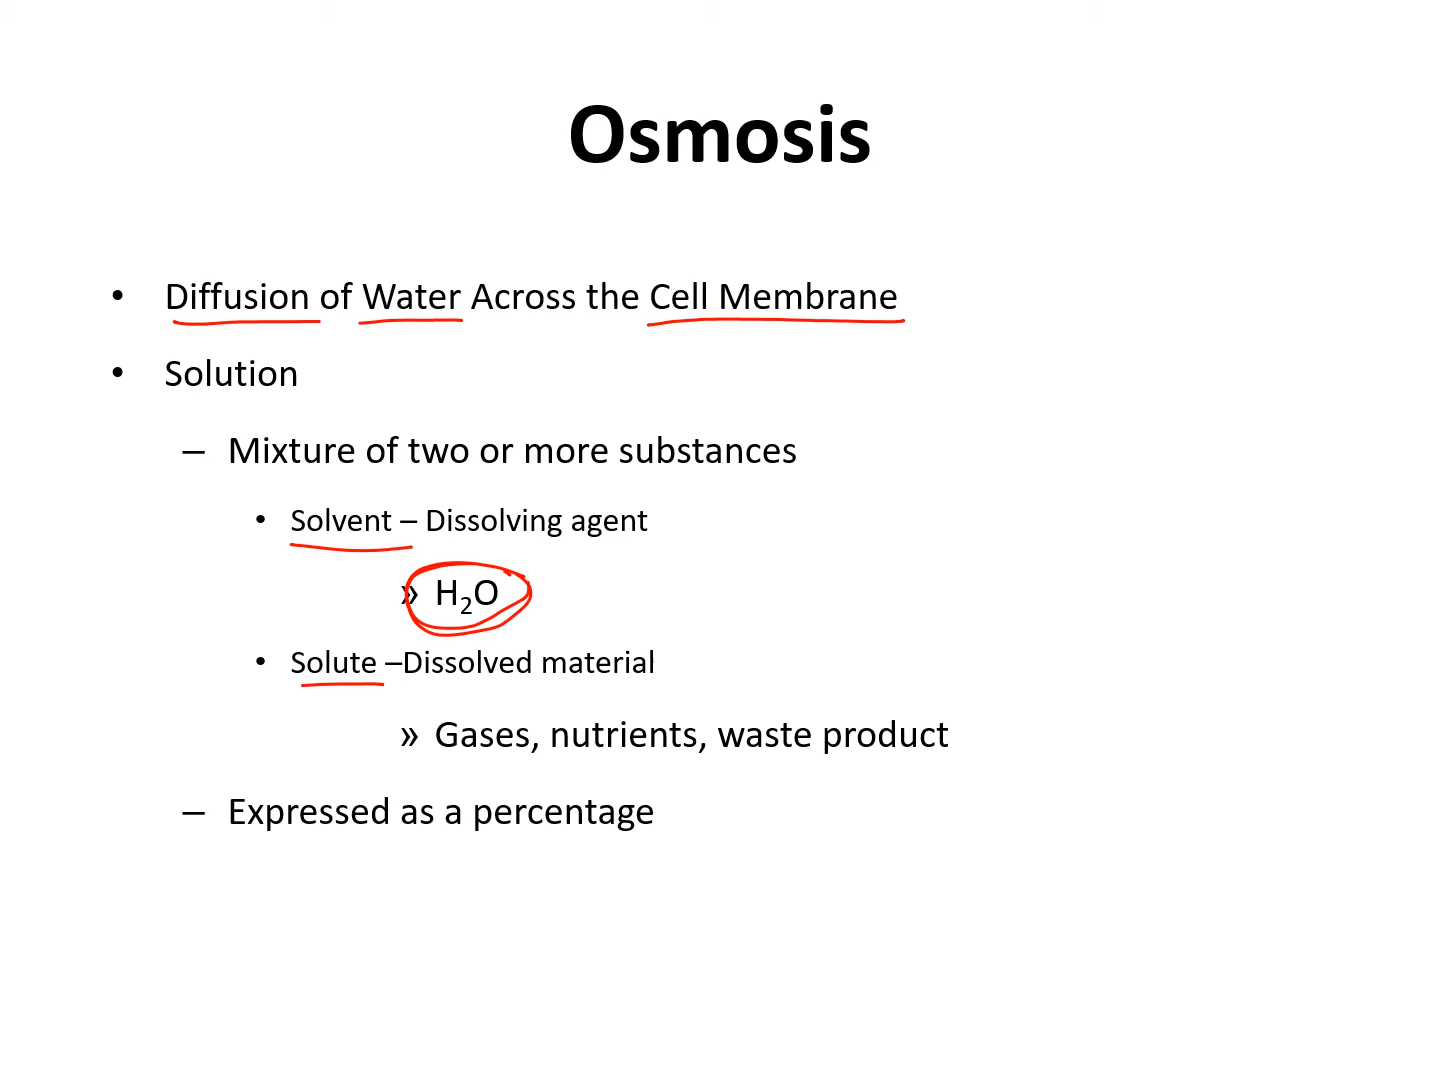 Osmosis
• Diffusion of Water Across the Cell Membrane
• Solution
– Mixture of two or more substances
• Solvent – Dissolving agent
» H₂O
• Solute –Dissolved material
» Gases, nutrients, waste product
– Expressed as a percentage